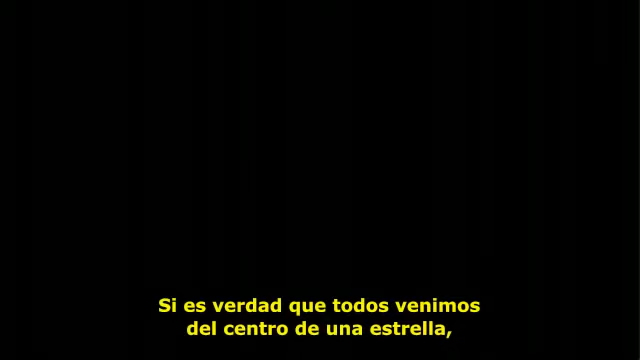 Si es verdad que todos venimos
del centro de una estrella,